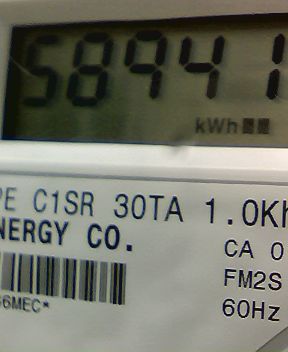 58941
kWh
PE C1SR 30TA 1.0Kh
NERGY CO.
CA 0
FM2S
6MEC*
60Hz